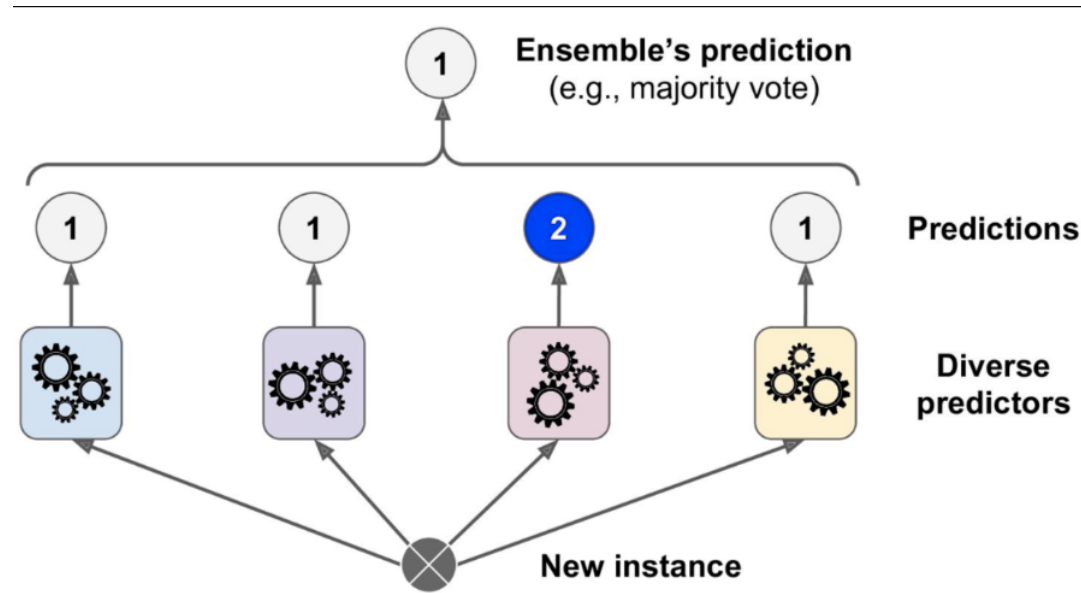 1
Ensemble’s prediction
(e.g., majority vote)
1 1 2 1 Predictions
Diverse
predictors
New instance